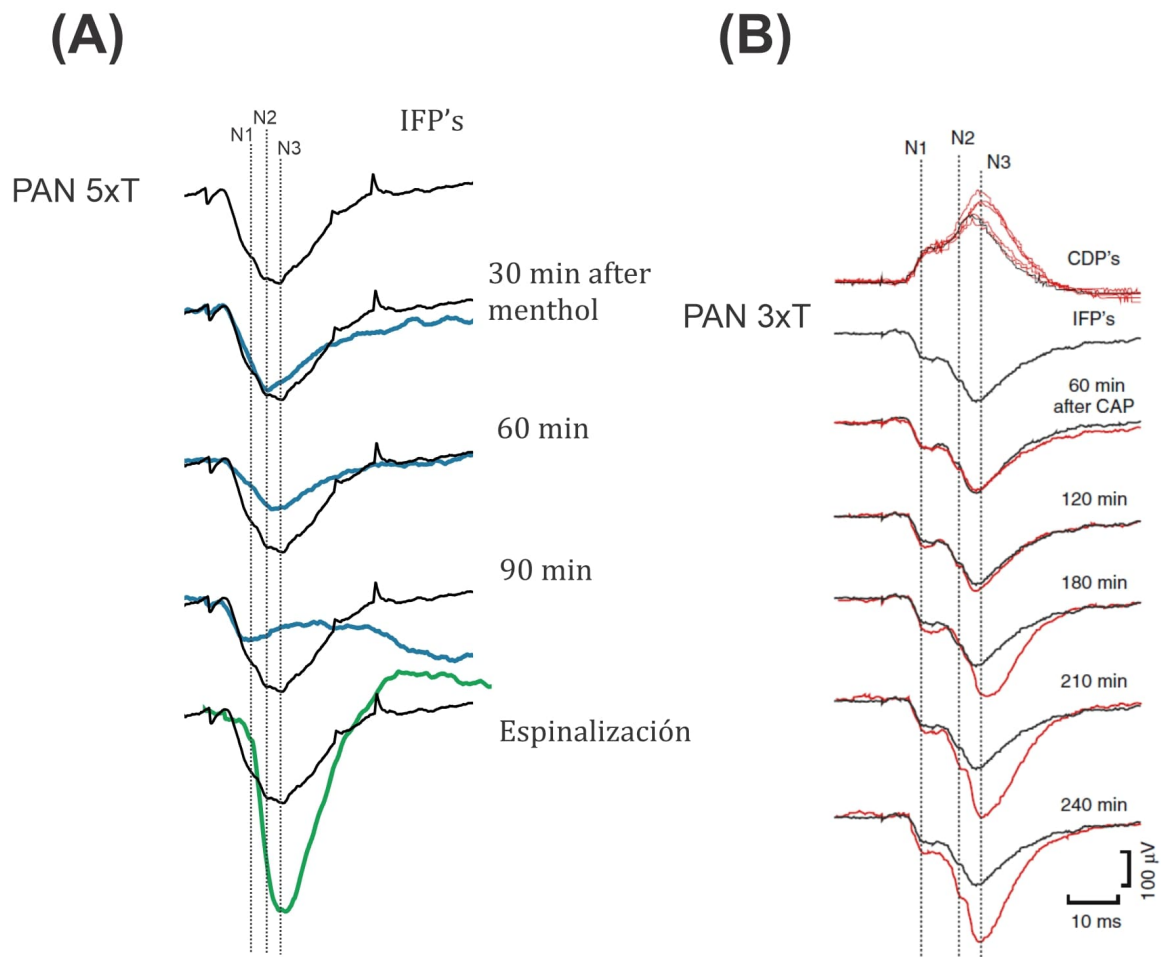 (A)
N1
N2
N3
IFP's
PAN 5xT
30 min after
menthol
60 min
90 min
Espinalización
(B)
N1
N2
N3
CDP's
PAN 3xT
IFP's
60 min
after CAP
120 min
180 min
210 min
240 min
100 µV
10 ms